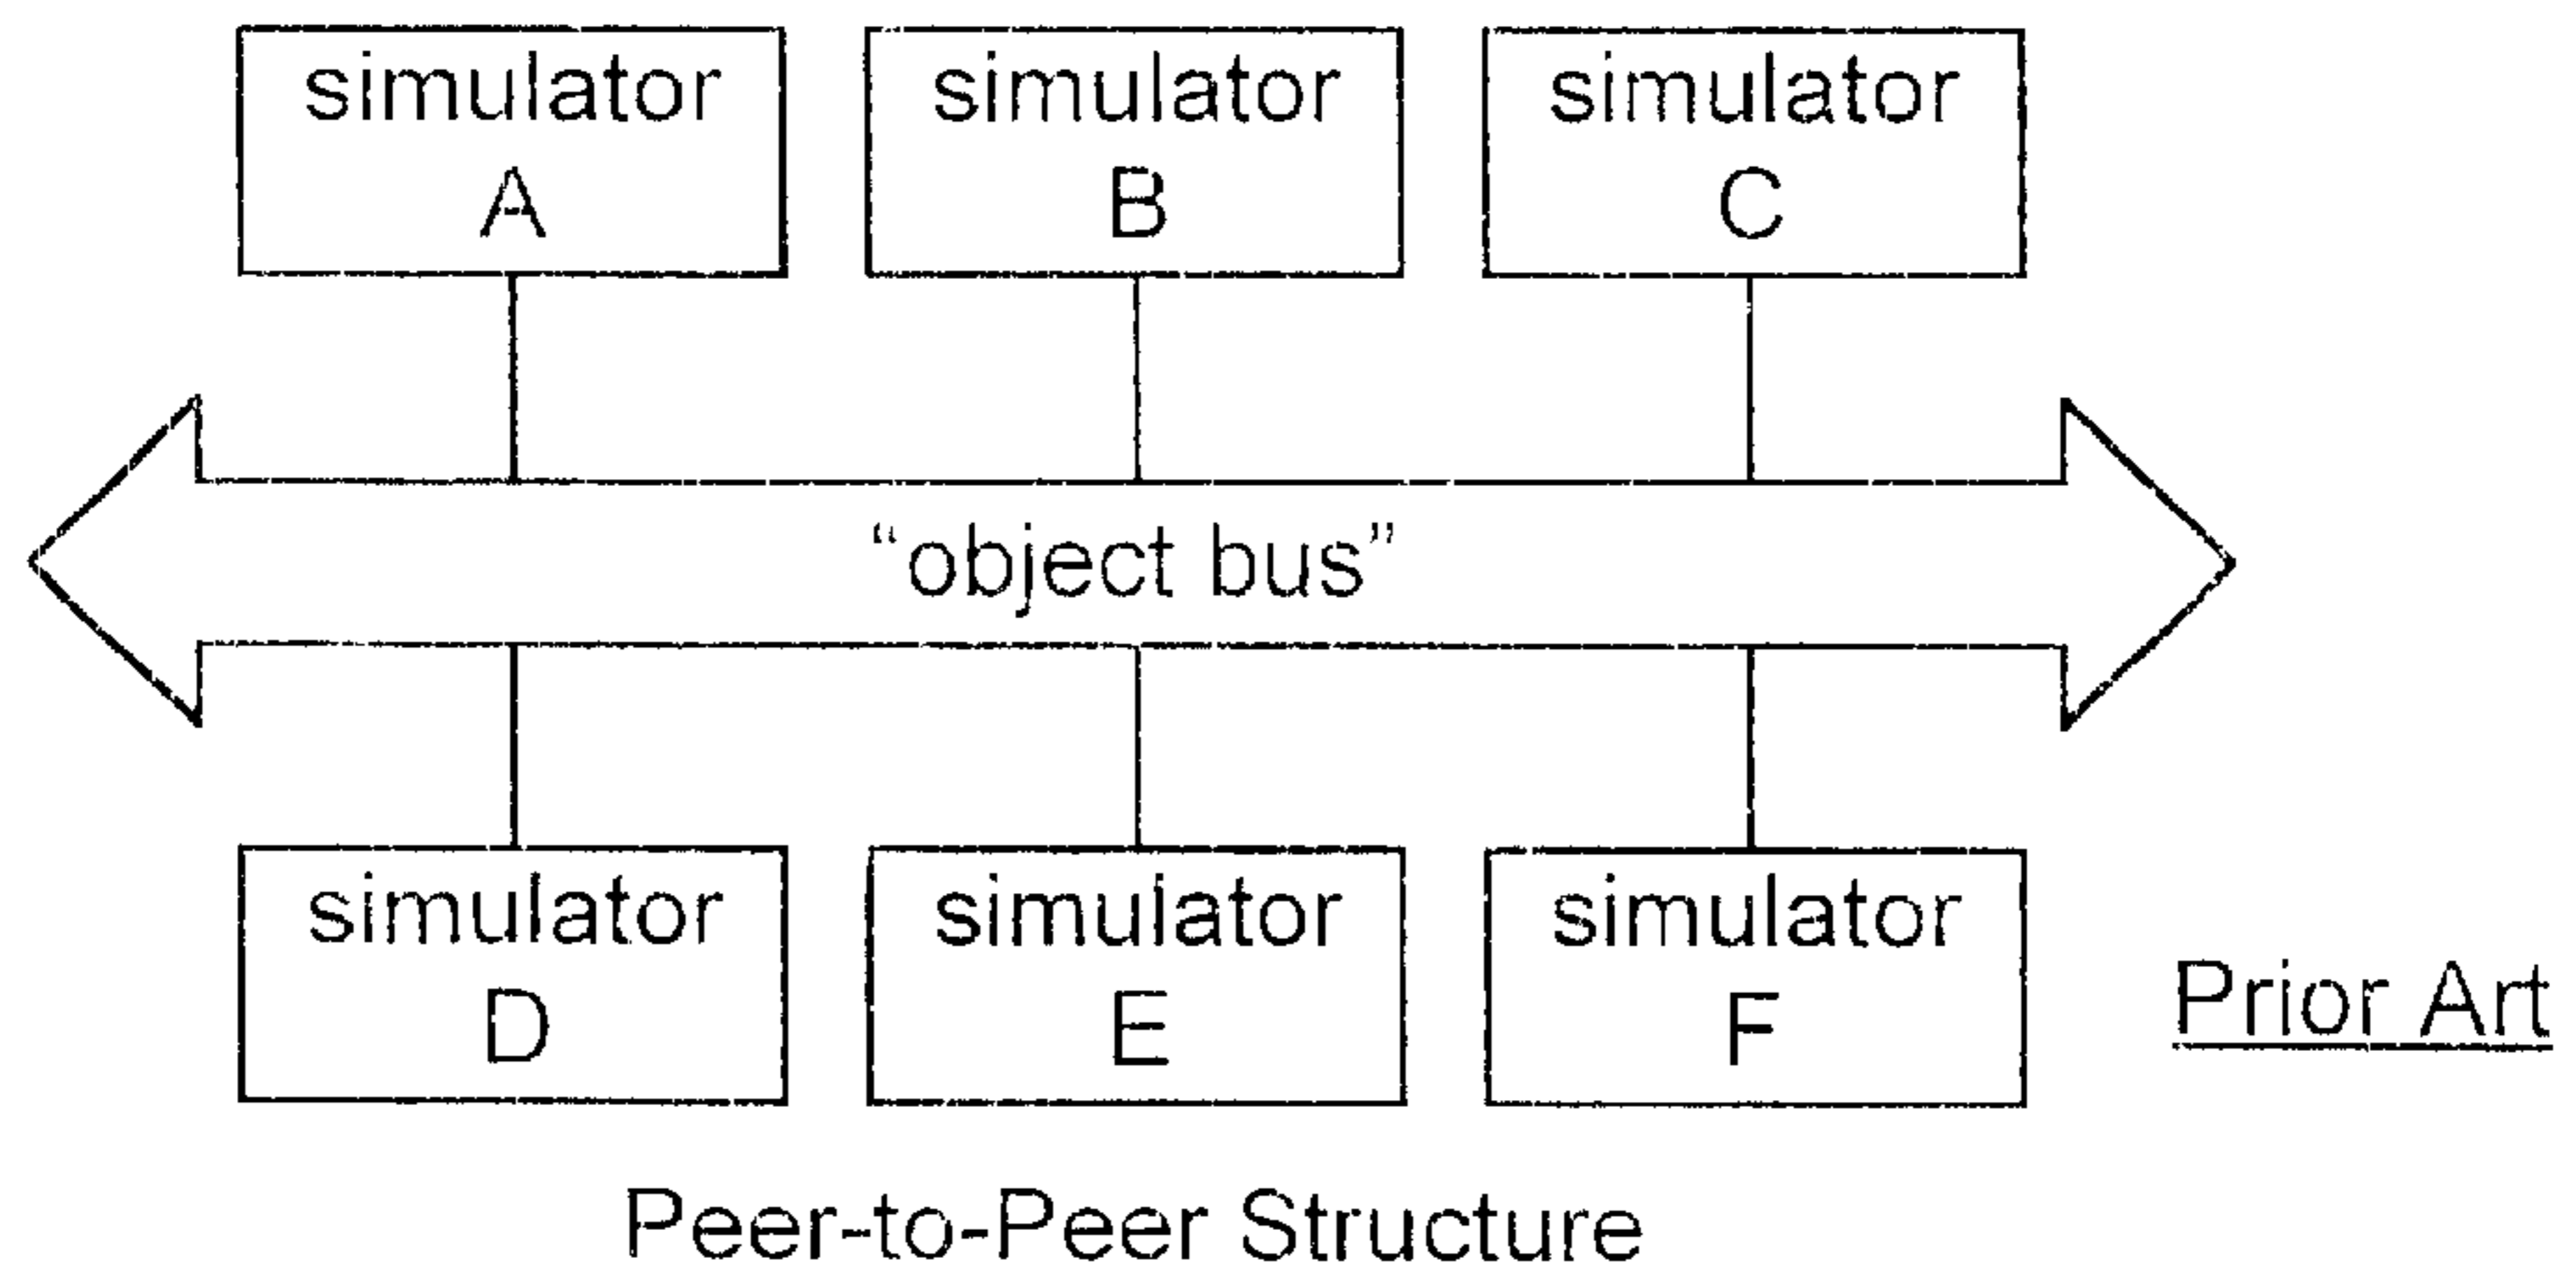 simulator
A
simulator
B
simulator
C
“object bus”
simulator
D
simulator
E
simulator
F
Prior Art
Peer-to-Peer Structure